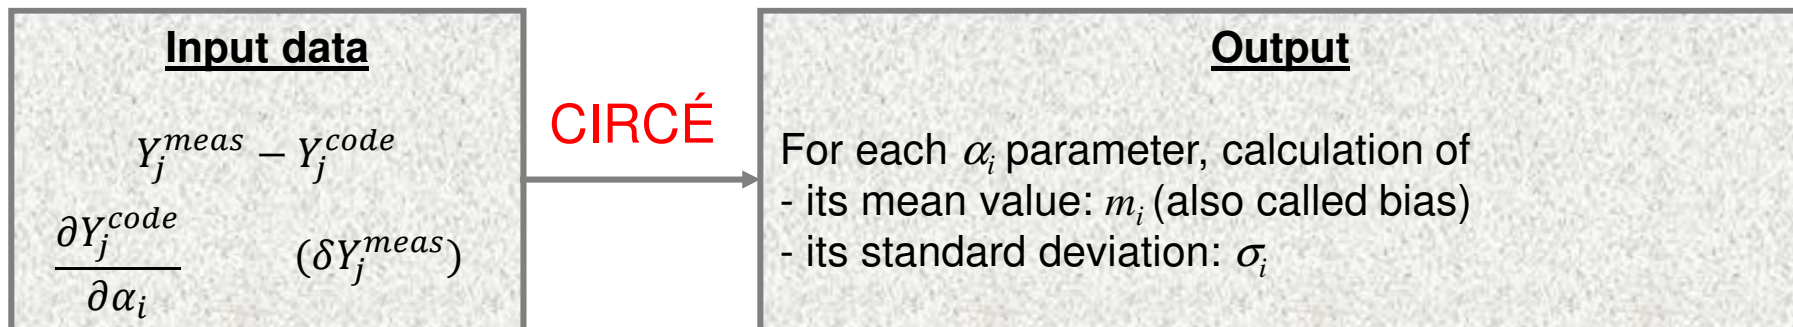 Input data
Y_j^{meas} − Y_j^{code}
∂Y_j^{code} / ∂α_i (δY_j^{meas})
CIRCÉ
Output
For each α_i parameter, calculation of
- its mean value: m_i (also called bias)
- its standard deviation: σ_i